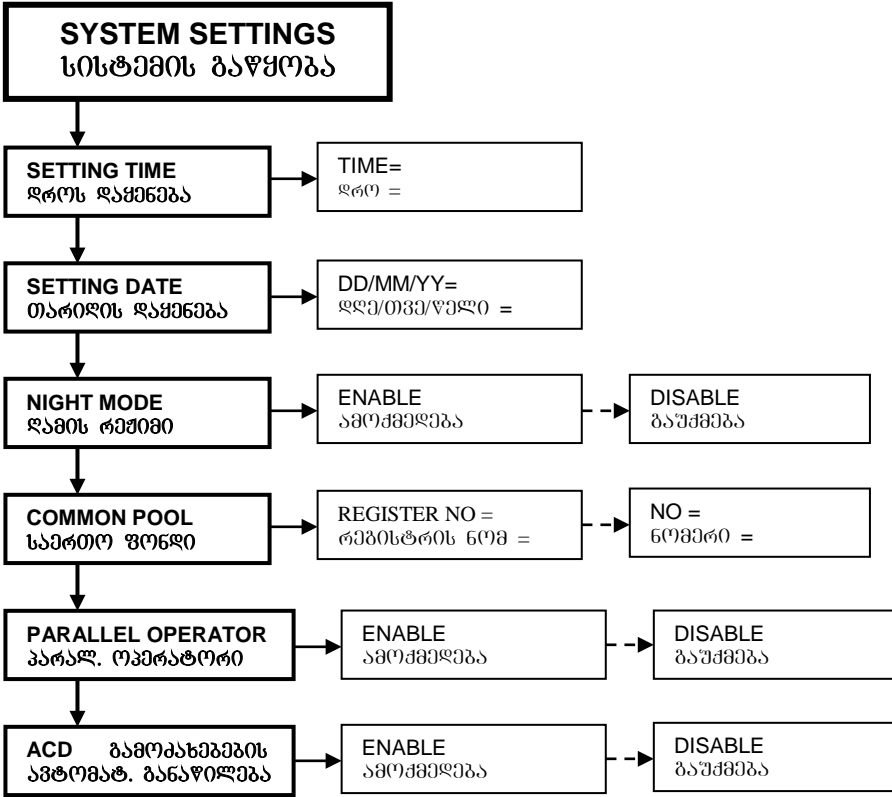 SYSTEM SETTINGS
სისტემის გაწყობა
SETTING TIME
დროს დაყენება
TIME=
დრო =
SETTING DATE
თარიღის დაყენება
DD/MM/YY=
დღე/თვე/წელი =
NIGHT MODE
ღამის რეჟიმი
ENABLE
ამოქმედება
DISABLE
გაუქმება
COMMON POOL
საერთო ფონდი
REGISTER NO =
რეგისტრის ნომ =
NO =
ნომერი =
PARALLEL OPERATOR
პარალ. ოპერატორი
ENABLE
ამოქმედება
DISABLE
გაუქმება
ACD გამოძახებების
ავტომატ. განაწილება
ENABLE
ამოქმედება
DISABLE
გაუქმება